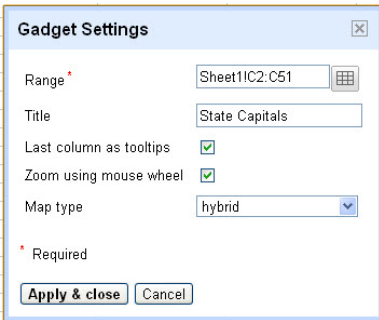 Gadget Settings
Range * Sheet1!C2:C51
Title State Capitals
Last column as tooltips
Zoom using mouse wheel
Map type hybrid
* Required
Apply & close Cancel